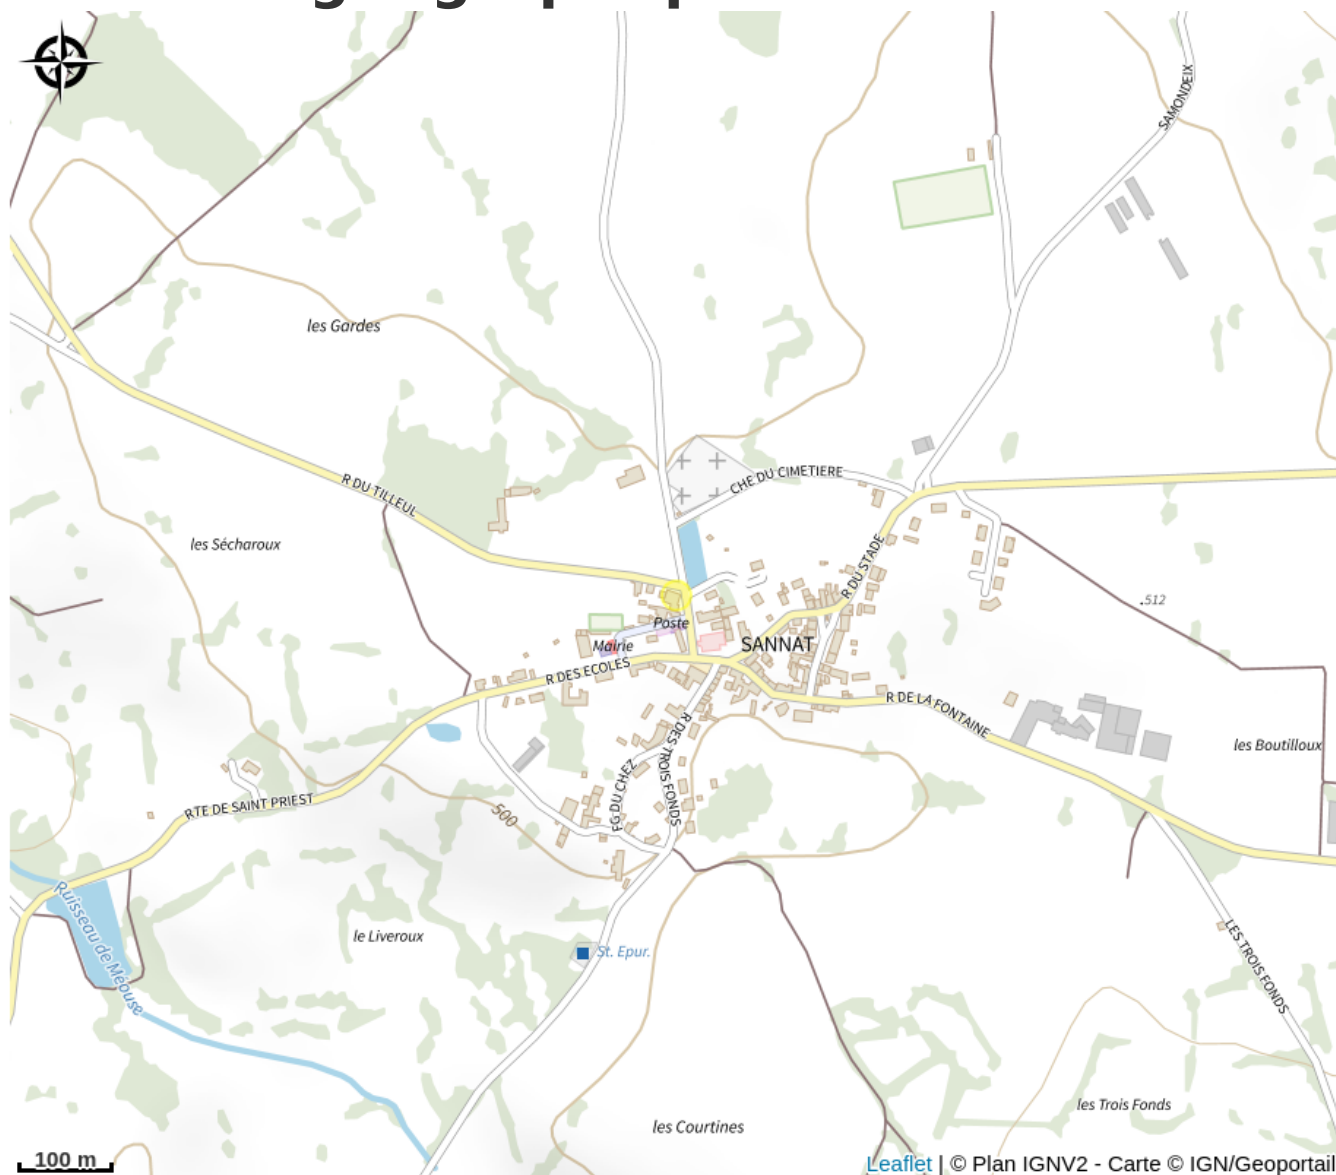 SAMONDEIX
les Gardes
CHE DU CIMETIERE
R DU TILLEUL
les Sécharoux
R DU STADE
.512
Poste
Mairie
SANNAT
R DES ECOLES
R DE LA FONTAINE
les Boutilloux
R DES TROIS FONDS
FG DU CHEZ
RTE DE SAINT PRIEST
500
Ruisseau de Méouse
le Liveroux
St. Epur.
LES TROIS FONDS
les Trois Fonds
les Courtines
100 m
Leaflet | © Plan IGNV2 - Carte © IGN/Geoportail